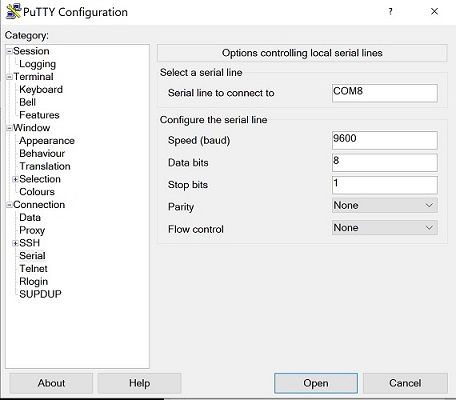 PuTTY Configuration
?
×
Category:
Session
Logging
Terminal
Keyboard
Bell
Features
Window
Appearance
Behaviour
Translation
Selection
Colours
Connection
Data
Proxy
SSH
Serial
Telnet
Rlogin
SUPDUP
Options controlling local serial lines
Select a serial line
Serial line to connect to COM8
Configure the serial line
Speed (baud) 9600
Data bits 8
Stop bits 1
Parity None
Flow control None
About Help Open Cancel